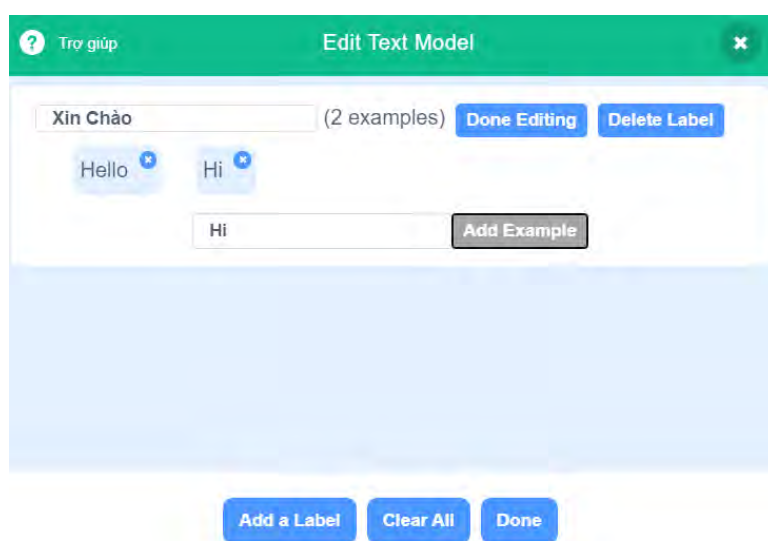 ? Trợ giúp Edit Text Model
Xin Chào (2 examples) Done Editing Delete Label
Hello Hi
Hi Add Example
Add a Label Clear All Done